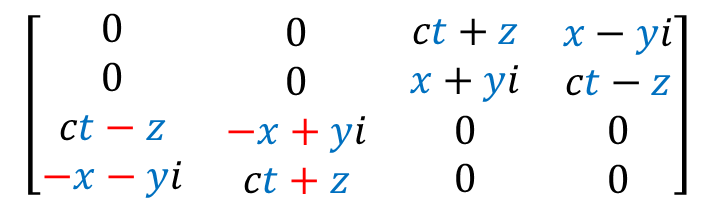 0 0 ct + z x − yi
0 0 x + yi ct − z
ct − z −x + yi 0 0
−x − yi ct + z 0 0